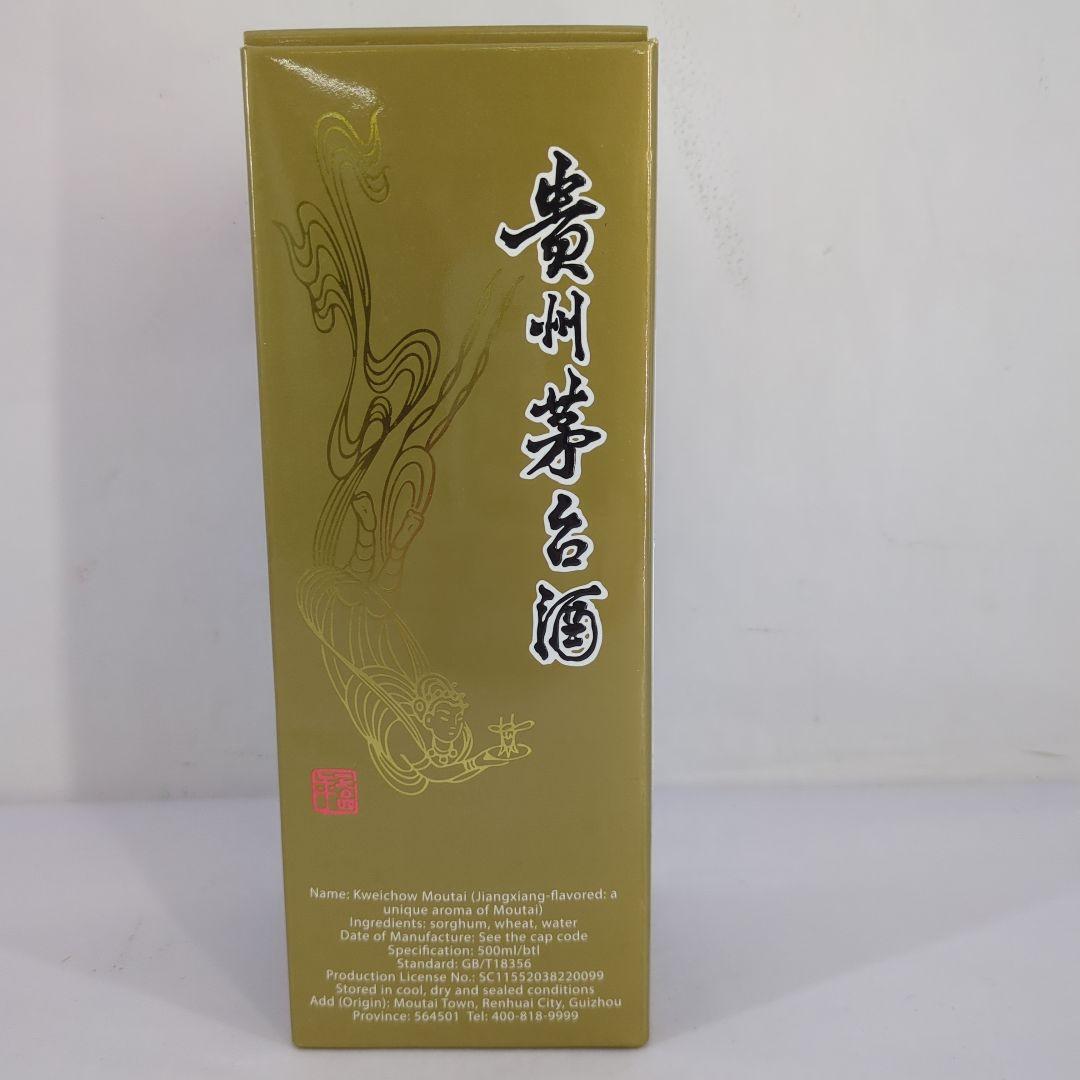 貴州茅台酒
Name: Kweichow Moutai (Jiangxiang-flavored: a
unique aroma of Moutai)
Ingredients: sorghum, wheat, water
Date of Manufacture: See the cap code
Specification: 500ml/btl
Standard: GB/T18356
Production License No.: SC11552038220099
Stored in cool, dry and sealed conditions
Add (Origin): Moutai Town, Renhuai City, Guizhou
Province: 564501 Tel: 400-818-9999